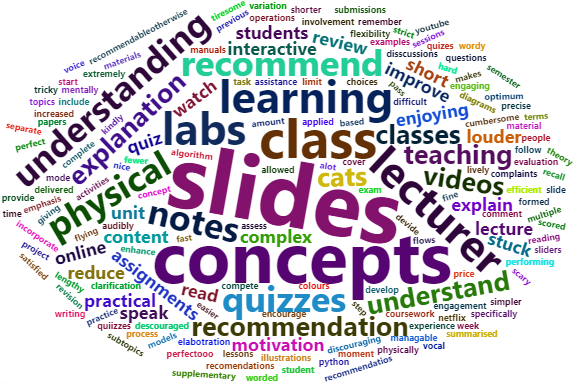 tiresome variation shorter submissions
previous operations involvement remember
recommendableotherwise manuals flexibility strict youtube
voice materials students examples sessions
mentally interactive review disscussions quizes wordy
start extremely recommend short hard questions semester
tricky topics include watch task assistance limit choices improve makes engaging optimum
increased understanding learning pass diagrams precise
papers kindly explanation amount applied based difficult enjoying cumbersome terms
separate quiz labs class classes louder material people
perfect complete nice fewer algorithm cover teaching follow theory
mode activities slides allowed cats alot lively evaluation
provide delivered physical concept exam videos complaints recall
time emphasis giving notes lecturer fine efficient slide
incorporate unit assess explain comment formed
project flying audibly complex devide lecture multiple scored
satisfied online content enhance fast concepts flows stuck reading sliders
lengthy reduce clarification price performing scary
revision assignments read compete colours develop understand
writing practical quizzes step engagement simpler
practice speak easier encourage coursework netflix specifically
quiizzes descouraged recommendation experience week
subtopics process models elabotration motivation discouraging managable summarised
perfectooo lessons illustrations moment physically vocal
recomendations student python recommendatios
supplementary worded